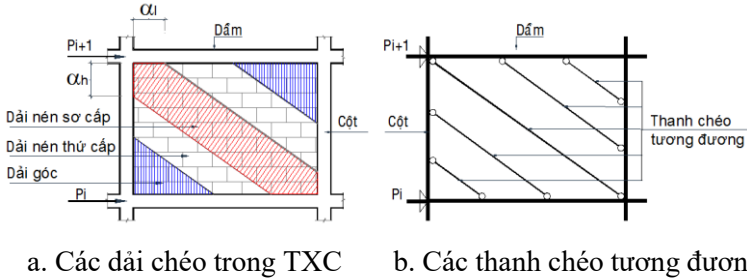 αl
Dầm
Pi+1
αh
Dải nén sơ cấp
Cột
Dải nén thứ cấp
Dải góc
Pi
a. Các dải chéo trong TXC
Dầm
Pi+1
Cột
Thanh chéo
tương đương
Pi
b. Các thanh chéo tương đươn